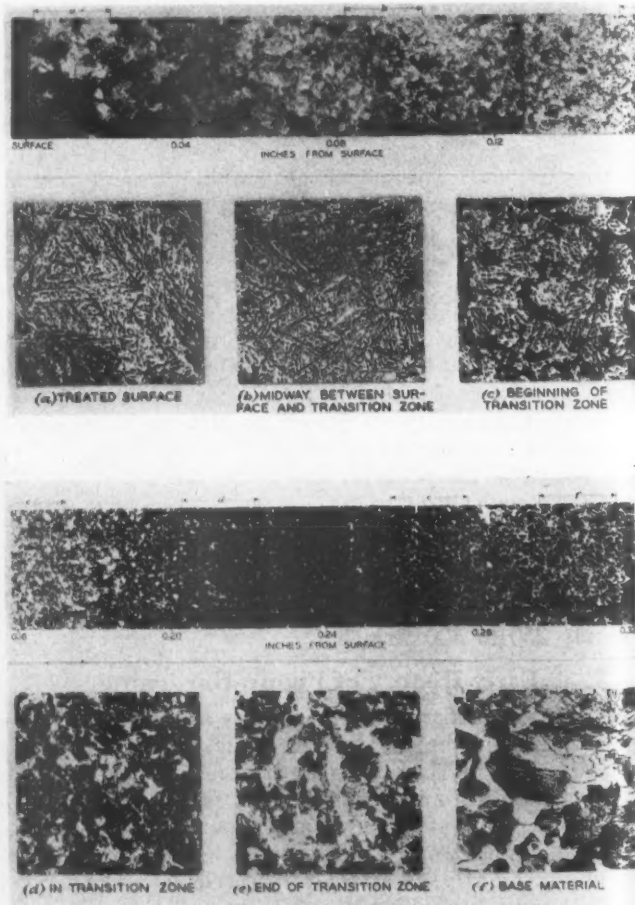 SURFACE 0.04 0.08 0.12
INCHES FROM SURFACE
(a) TREATED SURFACE
(b) MIDWAY BETWEEN SUR-
FACE AND TRANSITION ZONE
(c) BEGINNING OF
TRANSITION ZONE
0.20 0.24 0.28
INCHES FROM SURFACE
(d) IN TRANSITION ZONE
(e) END OF TRANSITION ZONE
(f) BASE MATERIAL